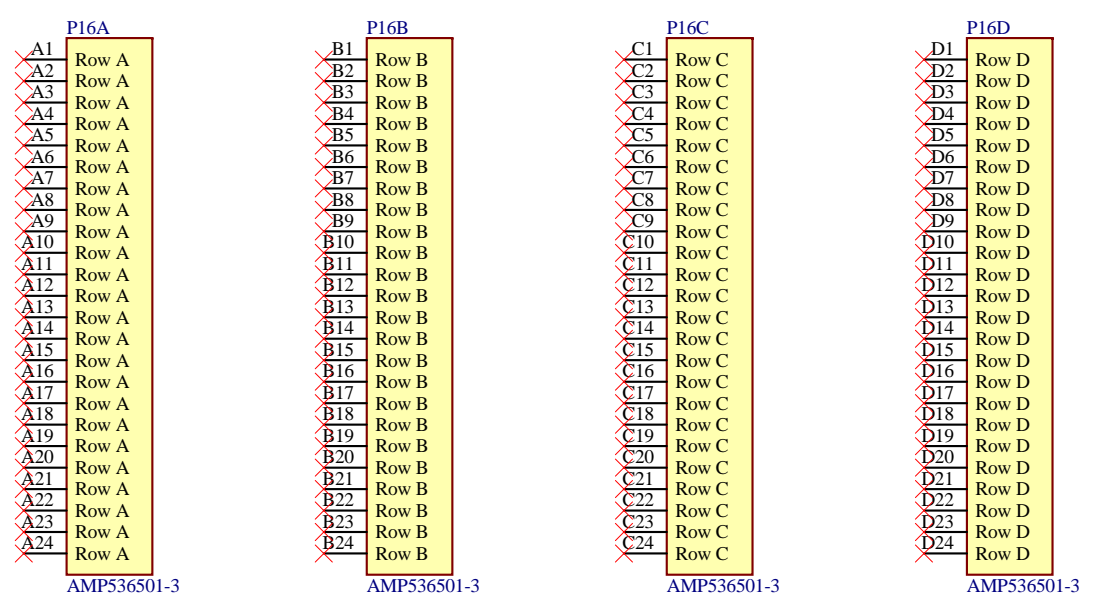 P16A P16B P16C P16D
A1 Row A B1 Row B C1 Row C D1 Row D
A2 Row A B2 Row B C2 Row C D2 Row D
A3 Row A B3 Row B C3 Row C D3 Row D
A4 Row A B4 Row B C4 Row C D4 Row D
A5 Row A B5 Row B C5 Row C D5 Row D
A6 Row A B6 Row B C6 Row C D6 Row D
A7 Row A B7 Row B C7 Row C D7 Row D
A8 Row A B8 Row B C8 Row C D8 Row D
A9 Row A B9 Row B C9 Row C D9 Row D
A10 Row A B10 Row B C10 Row C D10 Row D
A11 Row A B11 Row B C11 Row C D11 Row D
A12 Row A B12 Row B C12 Row C D12 Row D
A13 Row A B13 Row B C13 Row C D13 Row D
A14 Row A B14 Row B C14 Row C D14 Row D
A15 Row A B15 Row B C15 Row C D15 Row D
A16 Row A B16 Row B C16 Row C D16 Row D
A17 Row A B17 Row B C17 Row C D17 Row D
A18 Row A B18 Row B C18 Row C D18 Row D
A19 Row A B19 Row B C19 Row C D19 Row D
A20 Row A B20 Row B C20 Row C D20 Row D
A21 Row A B21 Row B C21 Row C D21 Row D
A22 Row A B22 Row B C22 Row C D22 Row D
A23 Row A B23 Row B C23 Row C D23 Row D
A24 Row A B24 Row B C24 Row C D24 Row D
AMP536501-3 AMP536501-3 AMP536501-3 AMP536501-3